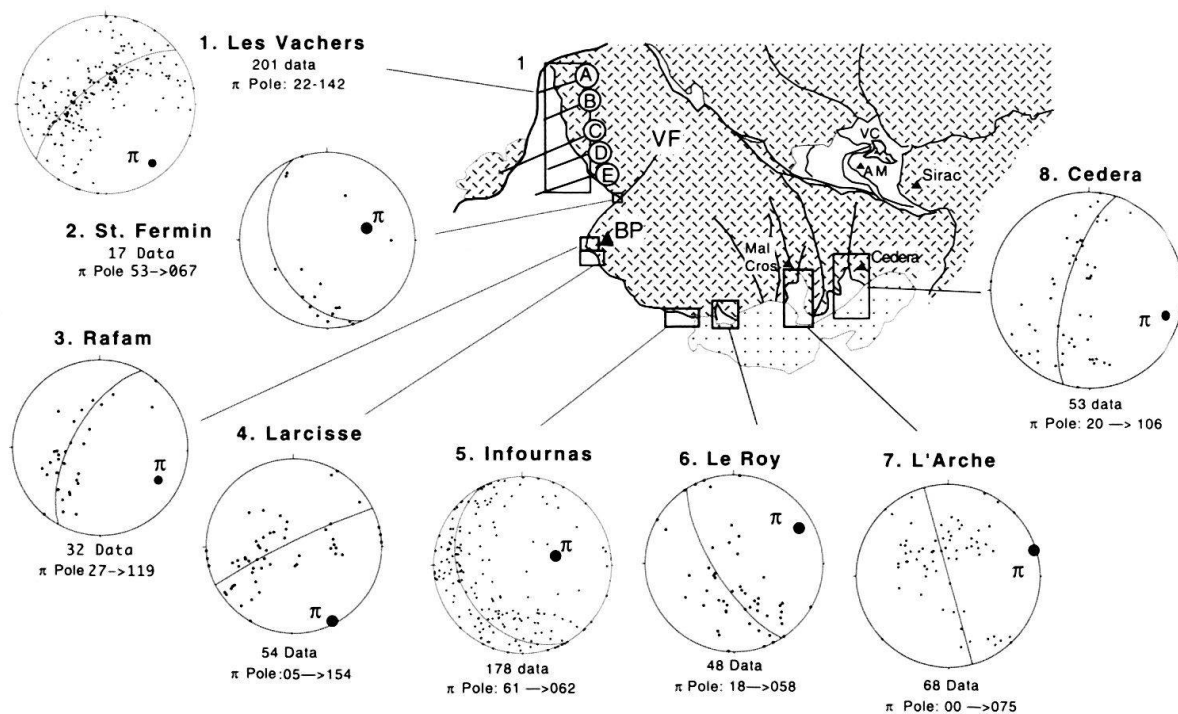 1. Les Vachers
201 data
π Pole: 22-142
π
2. St. Fermin
17 Data
π Pole 53->067
π
3. Rafam
π
32 Data
π Pole 27->119
4. Larcisse
π
54 Data
π Pole:05—>154
5. Infournas
π
178 data
π Pole: 61 —>062
6. Le Roy
π
48 Data
π Pole: 18—>058
7. L'Arche
π
68 Data
π Pole: 00 —>075
8. Cedera
π
53 data
π Pole: 20 —> 106
1
A
B
C
D
E
VF
BP
VC
AM
Sirac
Mal
Cros
Cedera